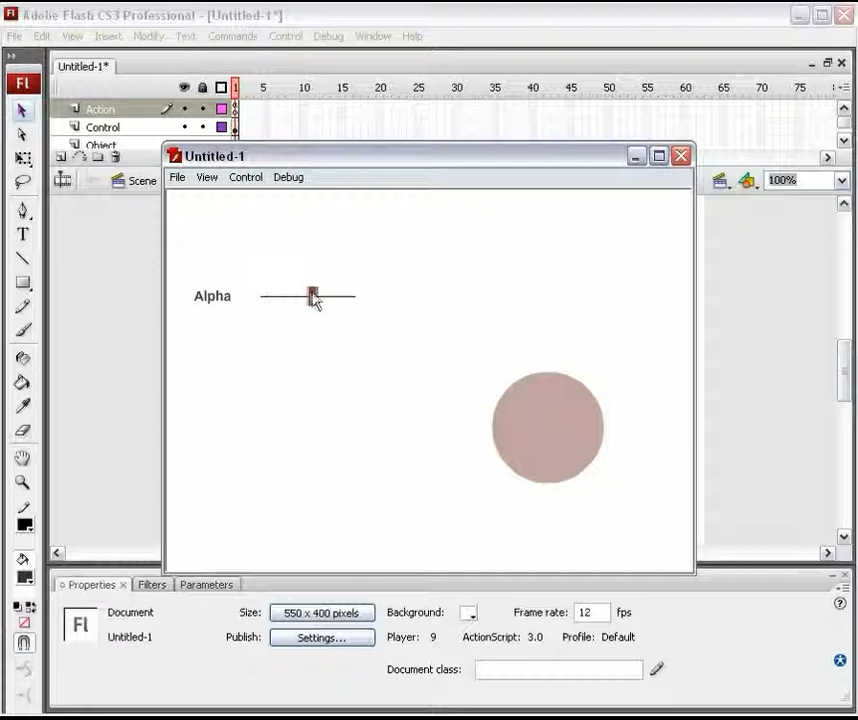 Adobe Flash CS3 Professional - [Untitled-1*]
File Edit View Insert Modify Text Commands Control Debug Window Help
Untitled-1*
Fl
1 5 10 15 20 25 30 35 40 45 50 55 60 65 70 75
Action
Control
Object
Scene
100%
Untitled-1
File View Control Debug
Alpha
Properties × Filters Parameters
Fl
Document
Untitled-1
Size: 550 x 400 pixels Background: Frame rate: 12 fps
Publish: Settings... Player: 9 ActionScript: 3.0 Profile: Default
Document class: